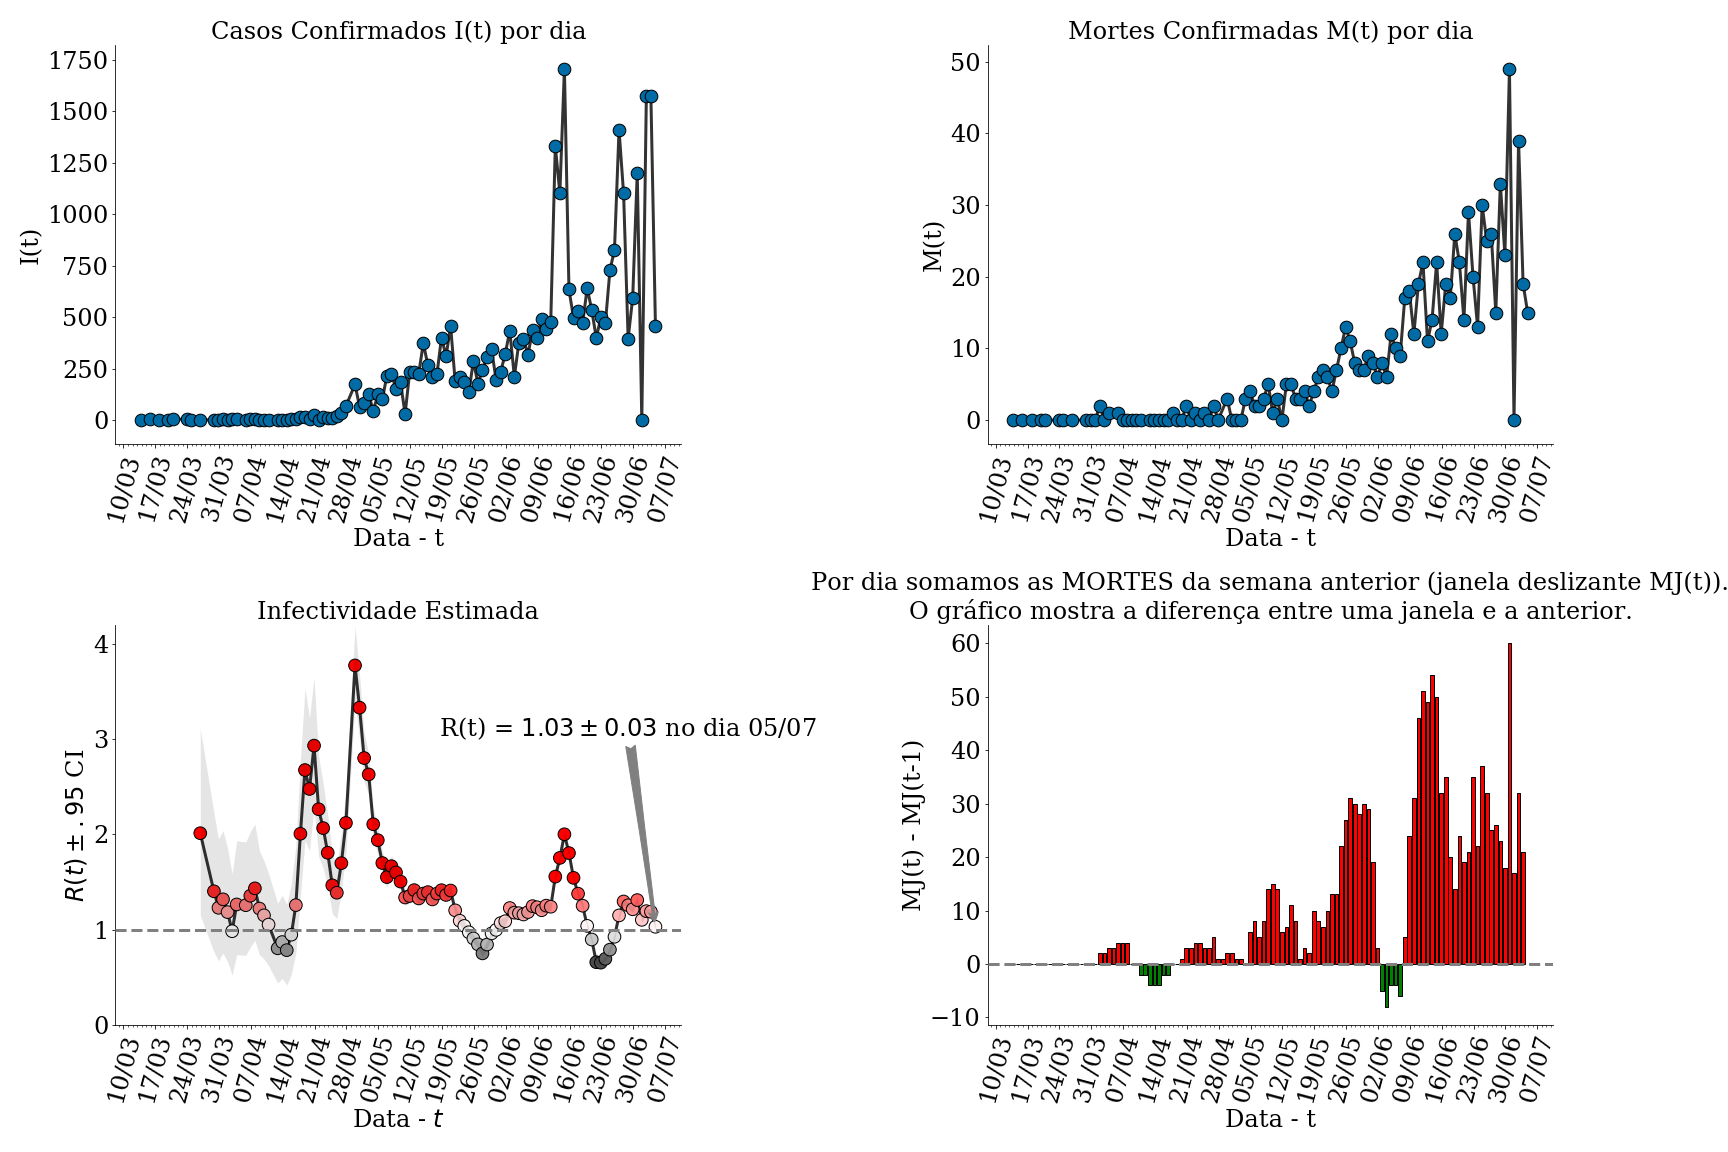 Casos Confirmados I(t) por dia
1750
1500
1250
1000
750
500
250
0
I(t)
10/03 17/03 24/03 31/03 07/04 14/04 21/04 28/04 05/05 12/05 19/05 26/05 02/06 09/06 16/06 23/06 30/06 07/07
Data - t
Mortes Confirmadas M(t) por dia
50
40
30
20
10
0
M(t)
10/03 17/03 24/03 31/03 07/04 14/04 21/04 28/04 05/05 12/05 19/05 26/05 02/06 09/06 16/06 23/06 30/06 07/07
Data - t
Infectividade Estimada
4
3
2
1
0
R(t) ± .95 CI
R(t) = 1.03 ± 0.03 no dia 05/07
10/03 17/03 24/03 31/03 07/04 14/04 21/04 28/04 05/05 12/05 19/05 26/05 02/06 09/06 16/06 23/06 30/06 07/07
Data - t
Por dia somamos as MORTES da semana anterior (janela deslizante MJ(t)).
O gráfico mostra a diferença entre uma janela e a anterior.
60
50
40
30
20
10
0
−10
MJ(t) - MJ(t-1)
10/03 17/03 24/03 31/03 07/04 14/04 21/04 28/04 05/05 12/05 19/05 26/05 02/06 09/06 16/06 23/06 30/06 07/07
Data - t